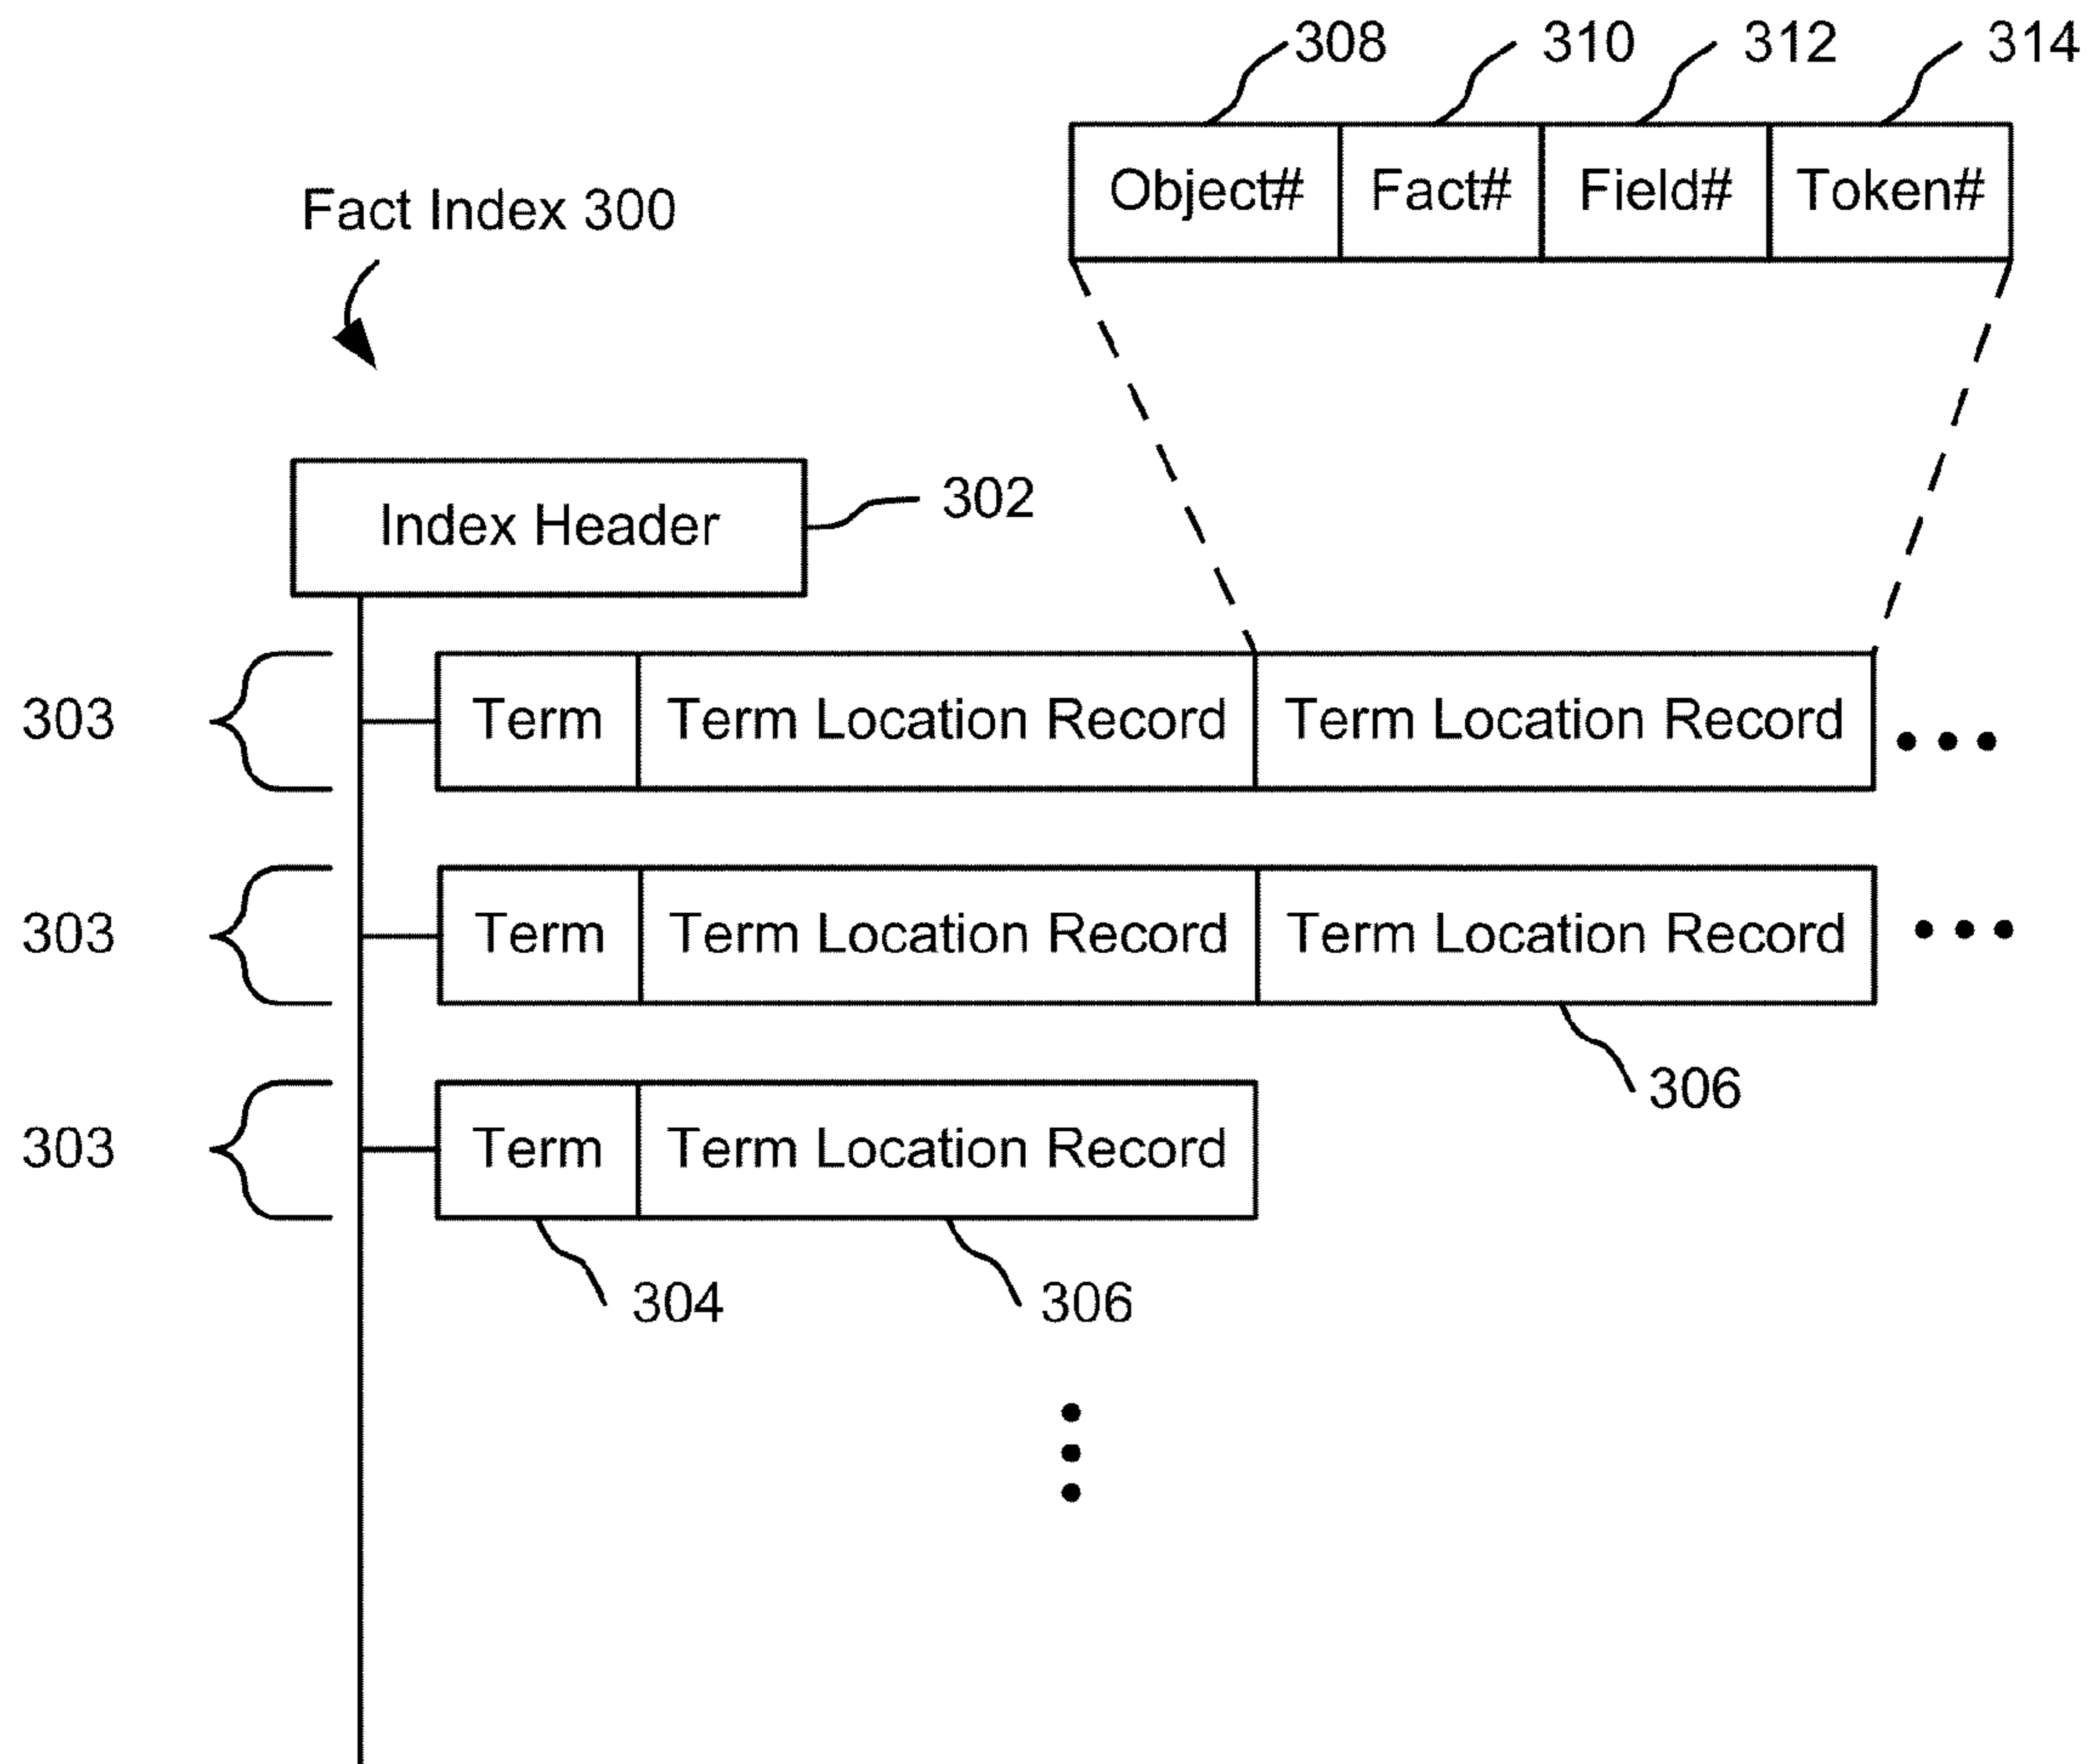 308 310 312 314
Object# Fact# Field# Token#
Fact Index 300
Index Header 302
303 Term Term Location Record Term Location Record
303 Term Term Location Record Term Location Record
306
303 Term Term Location Record
304 306